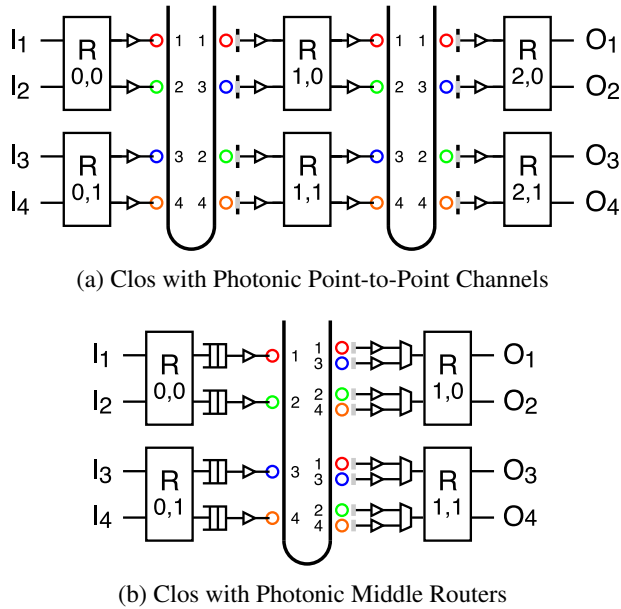 I1 R 0,0 1 1 R 1,0 1 1 R 2,0 O1
I2 2 3 2 3 O2
I3 R 0,1 3 2 R 1,1 3 2 R 2,1 O3
I4 4 4 4 4 O4
(a) Clos with Photonic Point-to-Point Channels
I1 R 0,0 1 1 3 R 1,0 O1
I2 2 2 4 O2
I3 R 0,1 3 1 3 R 1,1 O3
I4 4 2 4 O4
(b) Clos with Photonic Middle Routers